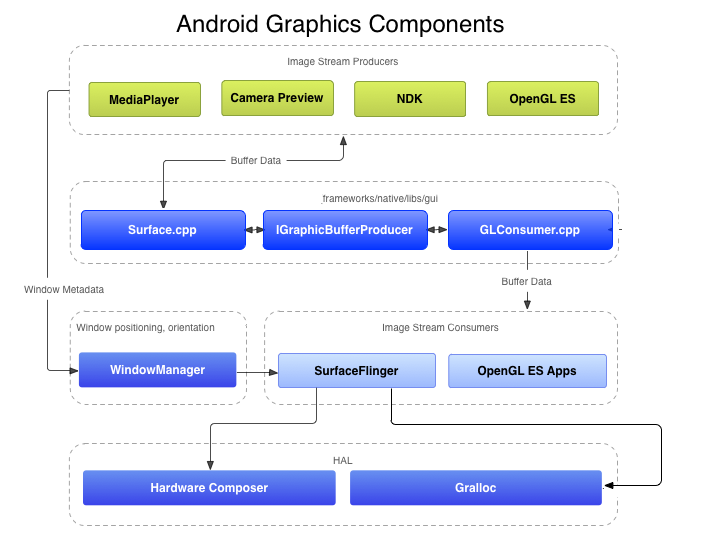 Android Graphics Components
Image Stream Producers
MediaPlayer
Camera Preview
NDK
OpenGL ES
Buffer Data
frameworks/native/libs/gui
Surface.cpp
IGraphicBufferProducer
GLConsumer.cpp
Buffer Data
Window Metadata
Window positioning, orientation
Image Stream Consumers
WindowManager
SurfaceFlinger
OpenGL ES Apps
HAL
Hardware Composer
Gralloc